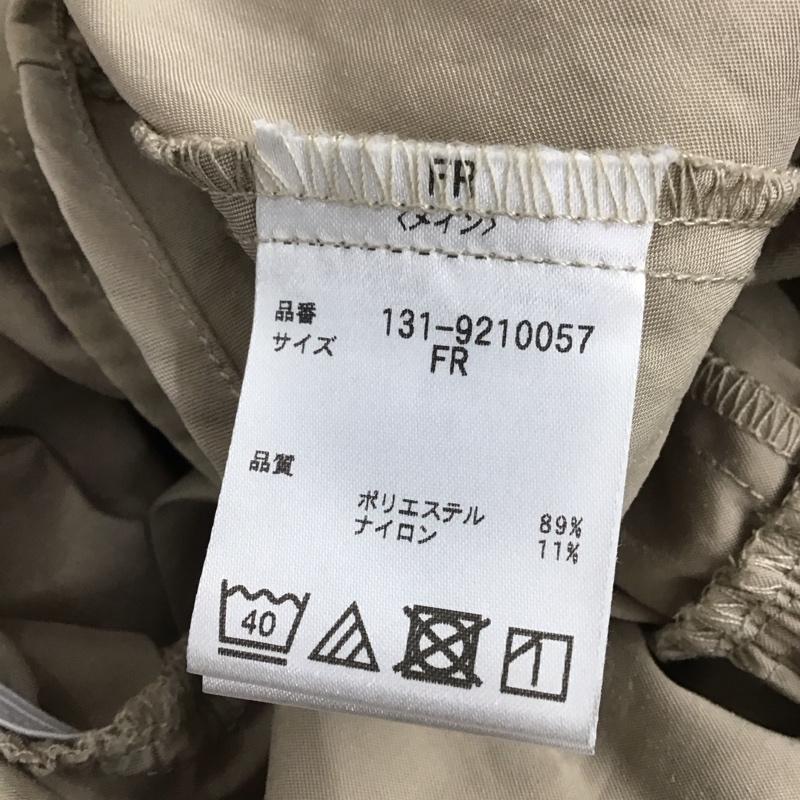 FR
〈メイン〉
品番 131-9210057
サイズ FR
品質
ポリエステル 89%
ナイロン 11%
40